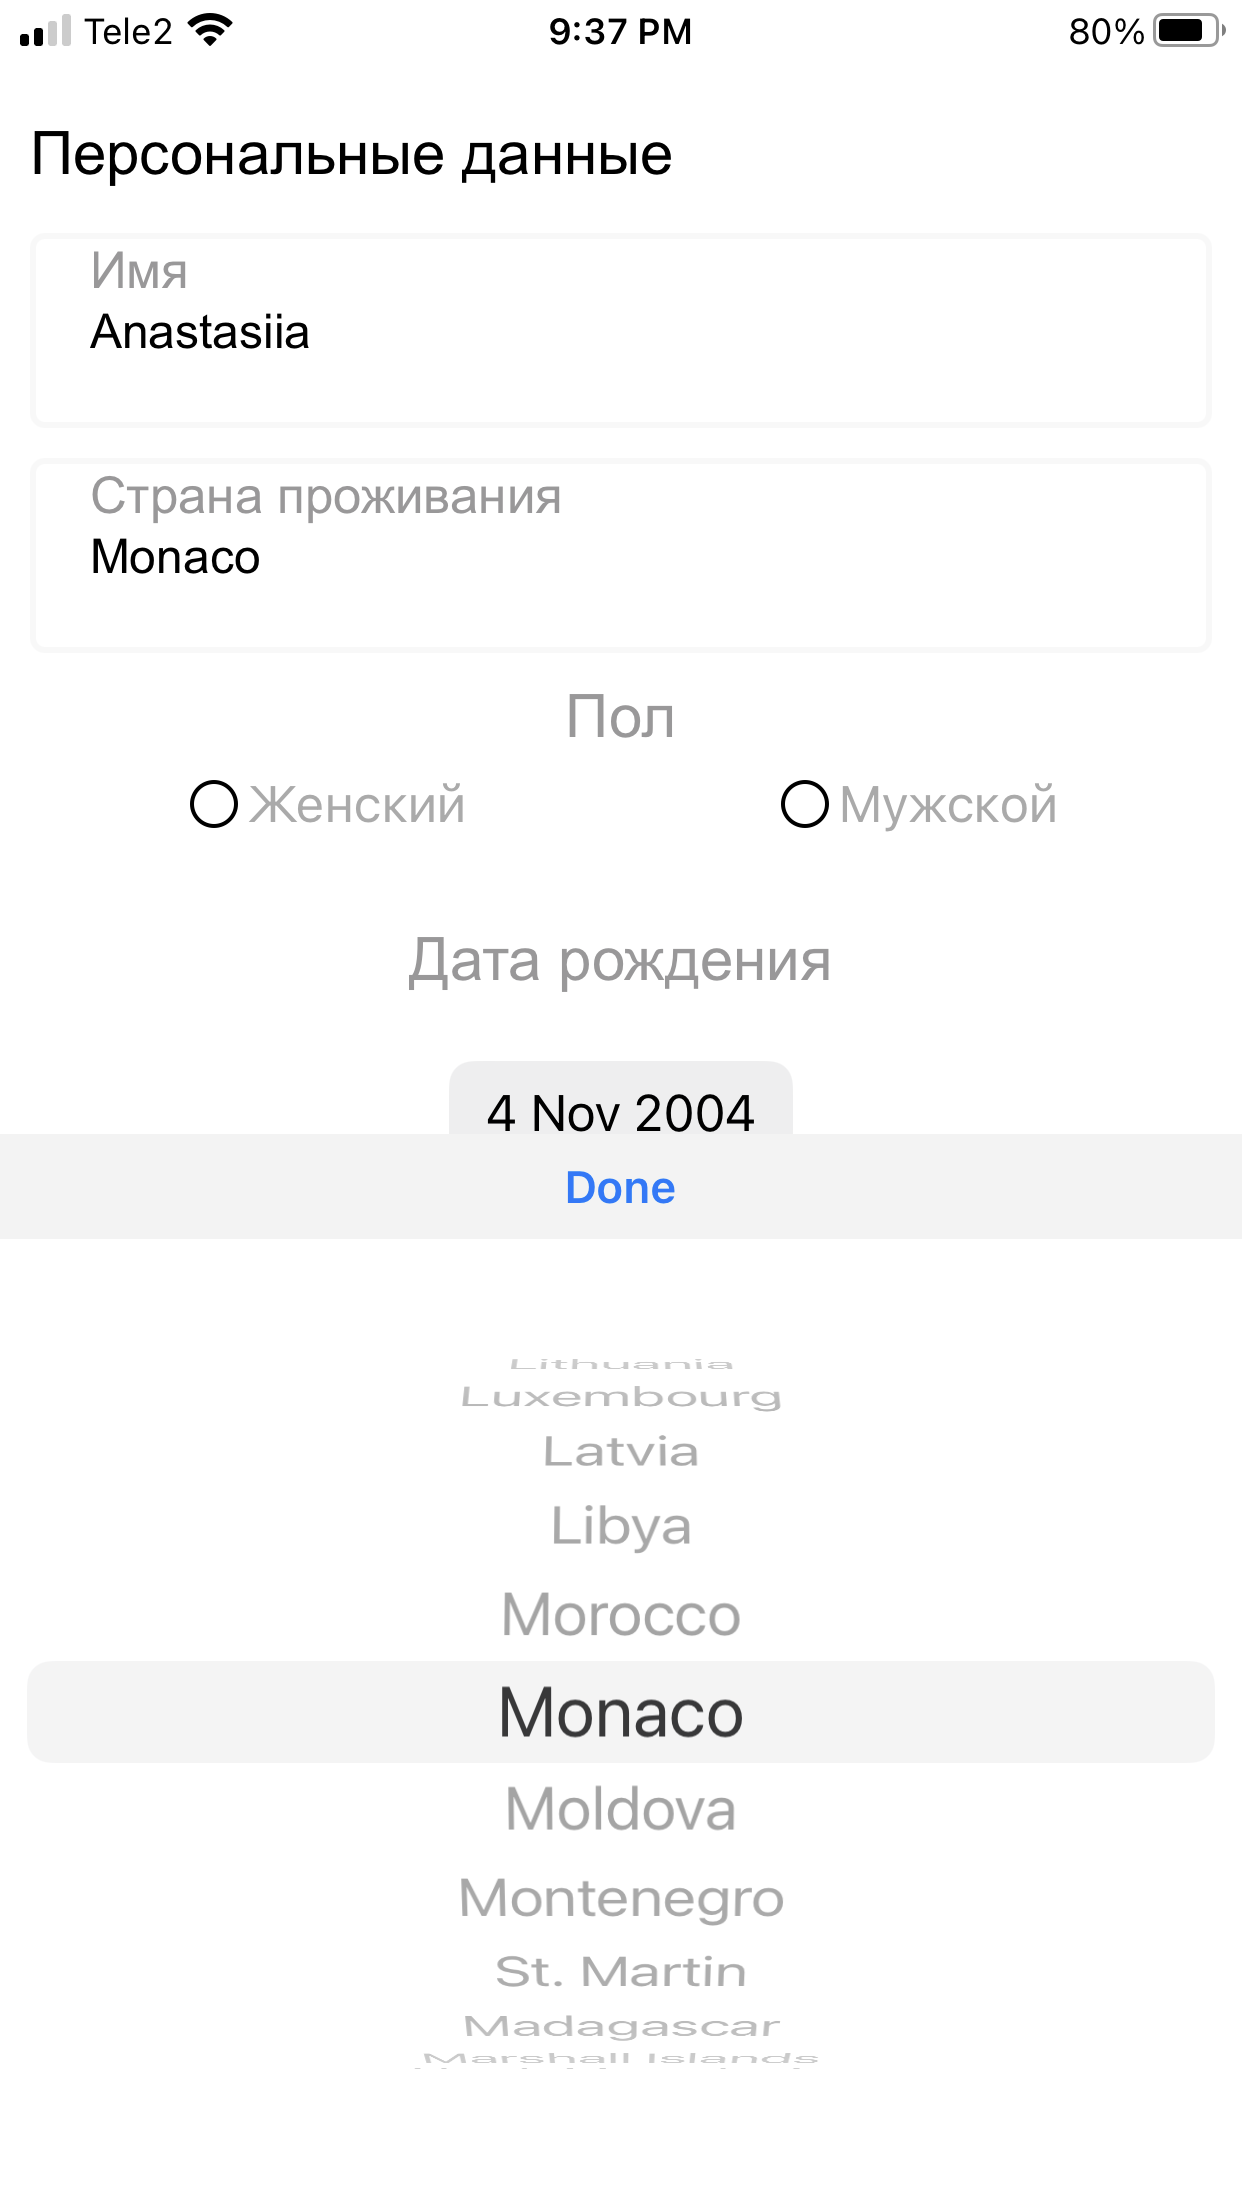 Tele2 9:37 PM 80%
Персональные данные
Имя
Anastasiia
Страна проживания
Monaco
Пол
Женский Мужской
Дата рождения
4 Nov 2004
Done
Lithuania
Luxembourg
Latvia
Libya
Morocco
Monaco
Moldova
Montenegro
St. Martin
Madagascar
Marshall Islands